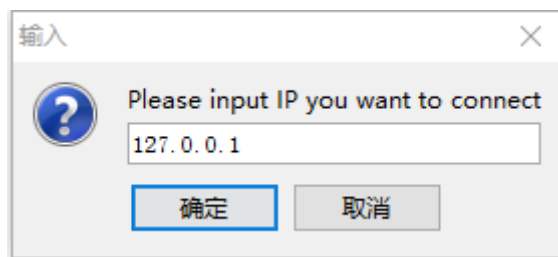 输入
Please input IP you want to connect
127.0.0.1
确定
取消